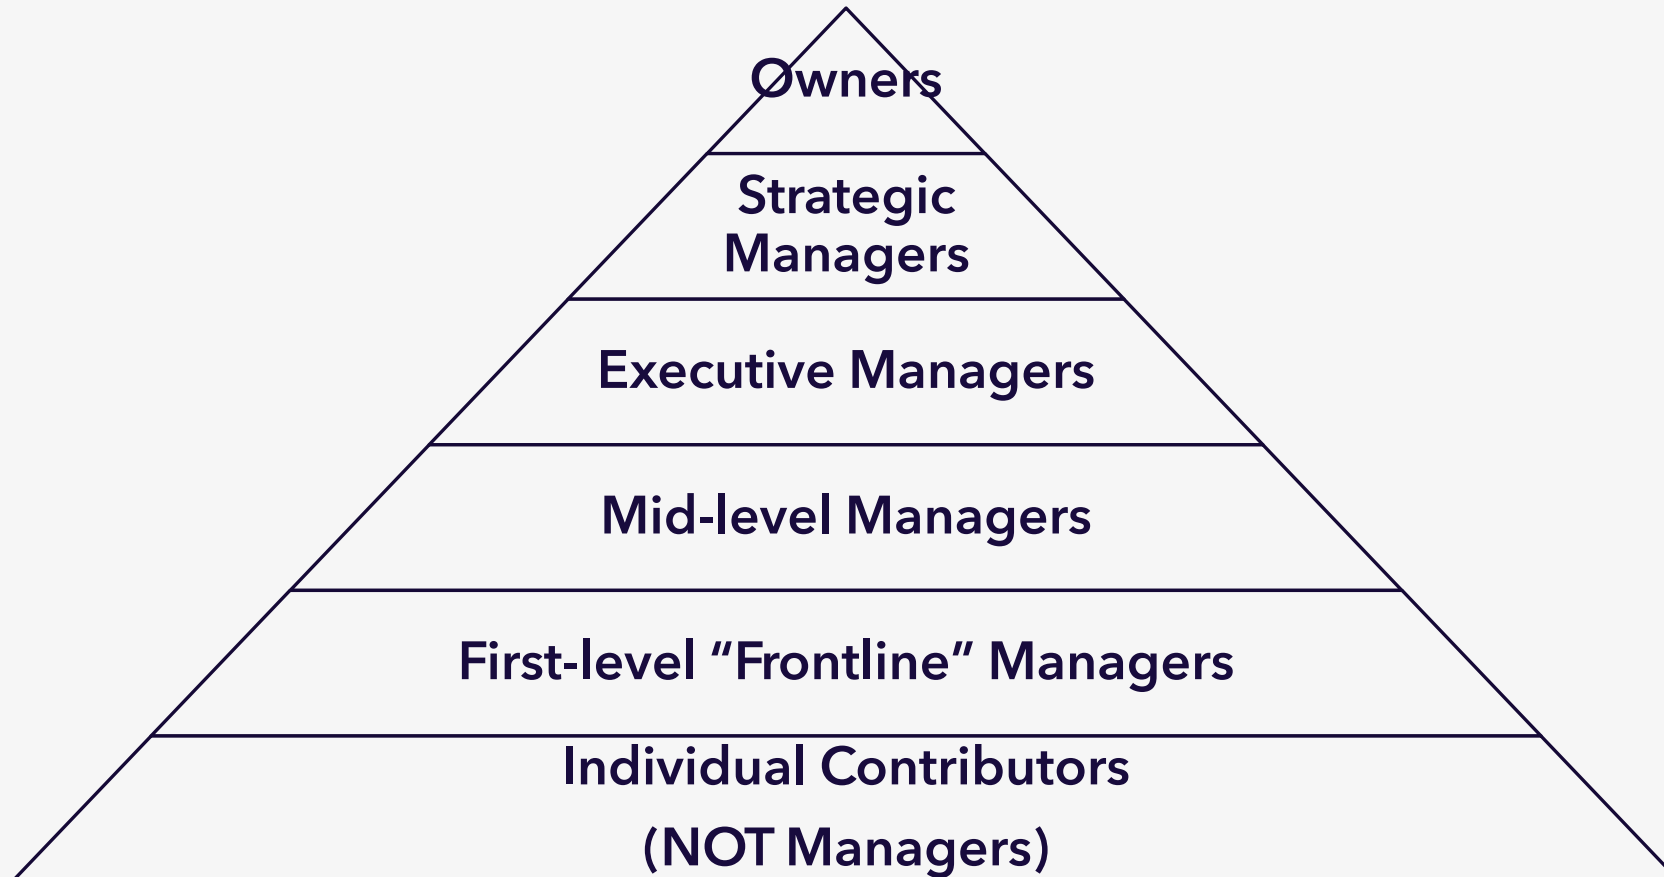 Owners
Strategic
Managers
Executive Managers
Mid-level Managers
First-level “Frontline” Managers
Individual Contributors
(NOT Managers)